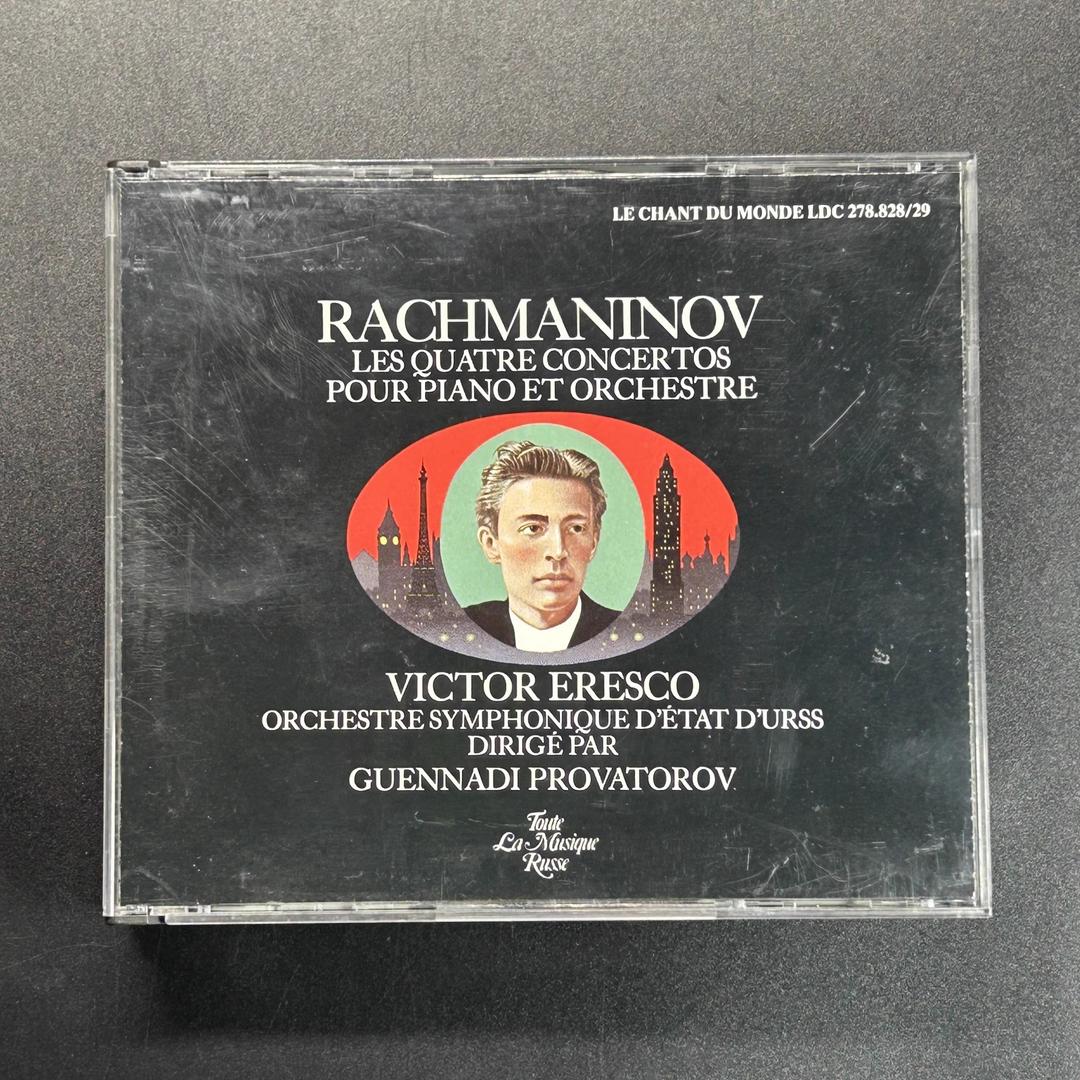 LE CHANT DU MONDE LDC 278.828/29
RACHMANINOV
LES QUATRE CONCERTOS
POUR PIANO ET ORCHESTRE
VICTOR ERESCO
ORCHESTRE SYMPHONIQUE D'ÉTAT D'URSS
DIRIGÉ PAR
GUENNADI PROVATOROV
Toute
La Musique
Russe